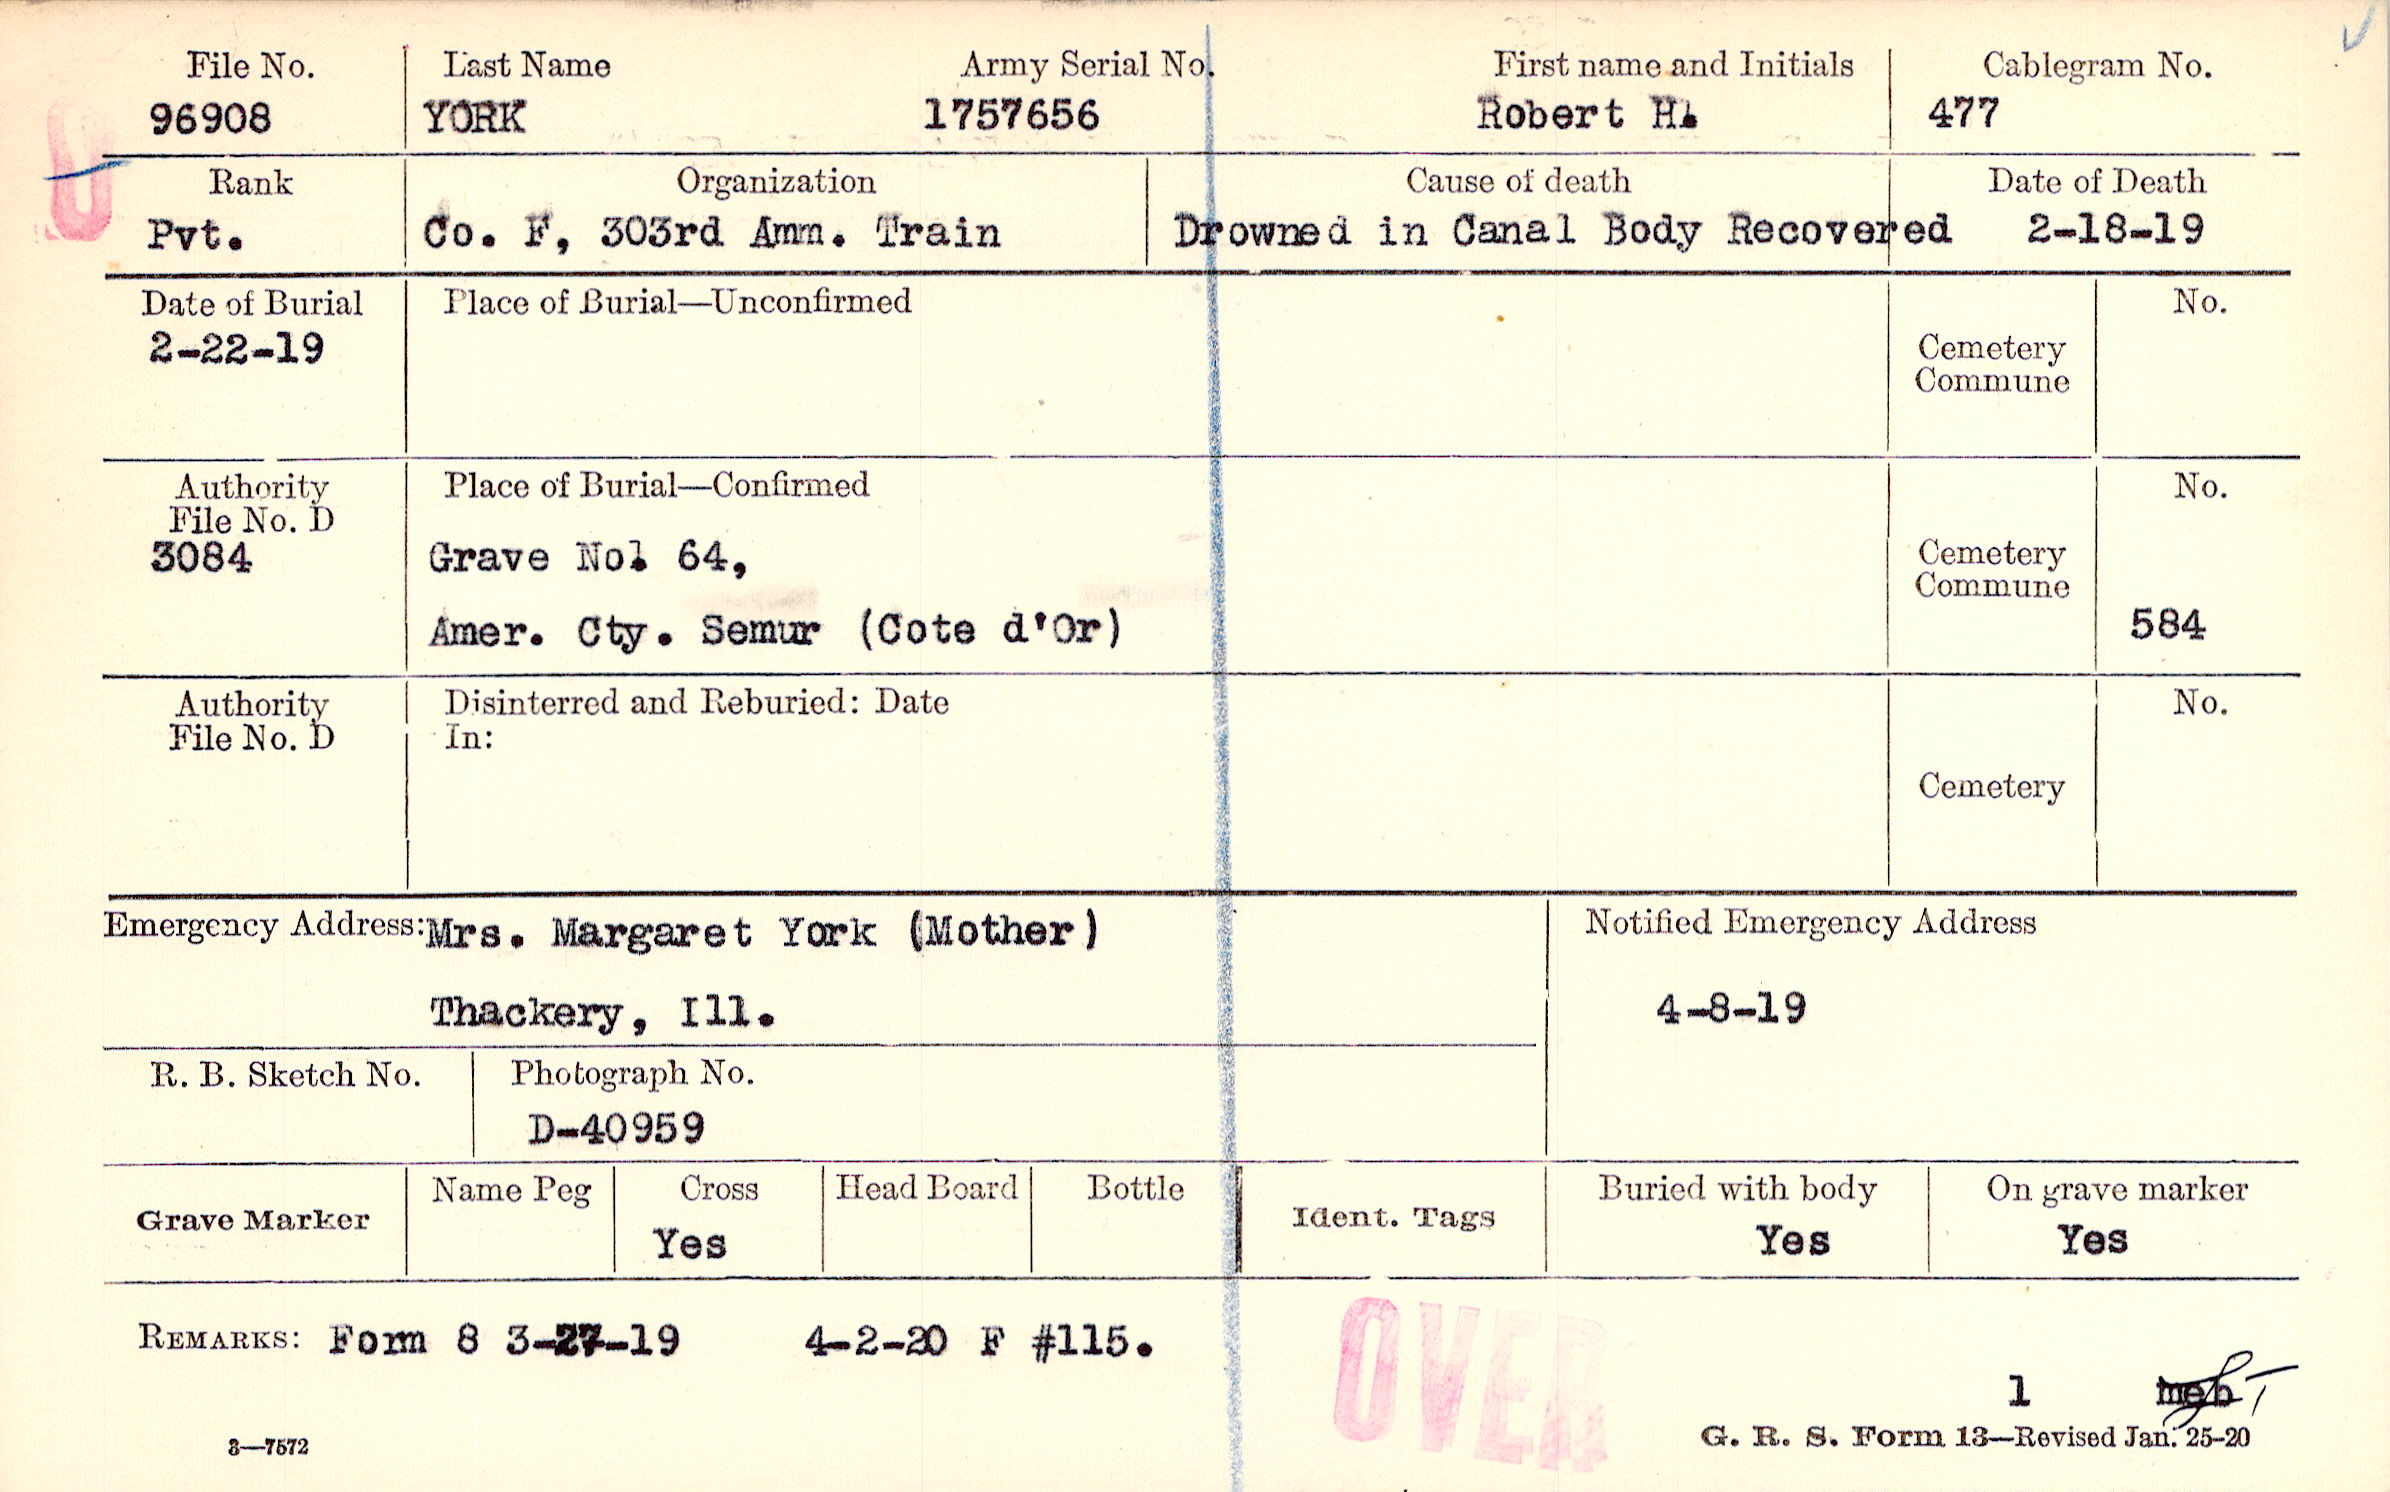 File No. Last Name Army Serial No. First name and Initials Cablegram No.
96908 YORK 1757656 Robert H. 477
Rank Organization Cause of death Date of Death
Pvt. Co. F, 303rd Amm. Train Drowned in Canal Body Recovered 2-18-19
Date of Burial Place of Burial—Unconfirmed No.
2-22-19
Cemetery
Commune
Authority Place of Burial—Confirmed No.
File No. D
3084 Grave No. 64, Cemetery
Commune
Amer. Cty. Semur (Cote d'Or) 584
Authority Disinterred and Reburied: Date No.
File No. D In:
Cemetery
Emergency Address: Mrs. Margaret York (Mother) Notified Emergency Address
Thackery, Ill. 4-8-19
R. B. Sketch No. Photograph No.
D-40959
Grave Marker Name Peg Cross Head Board Bottle Ident. Tags Buried with body On grave marker
Yes Yes Yes
REMARKS: Form 8 3-27-19 4-2-20 F #115.
OVER
1 meb
3—7572 G. R. S. Form 13—Revised Jan. 25-20